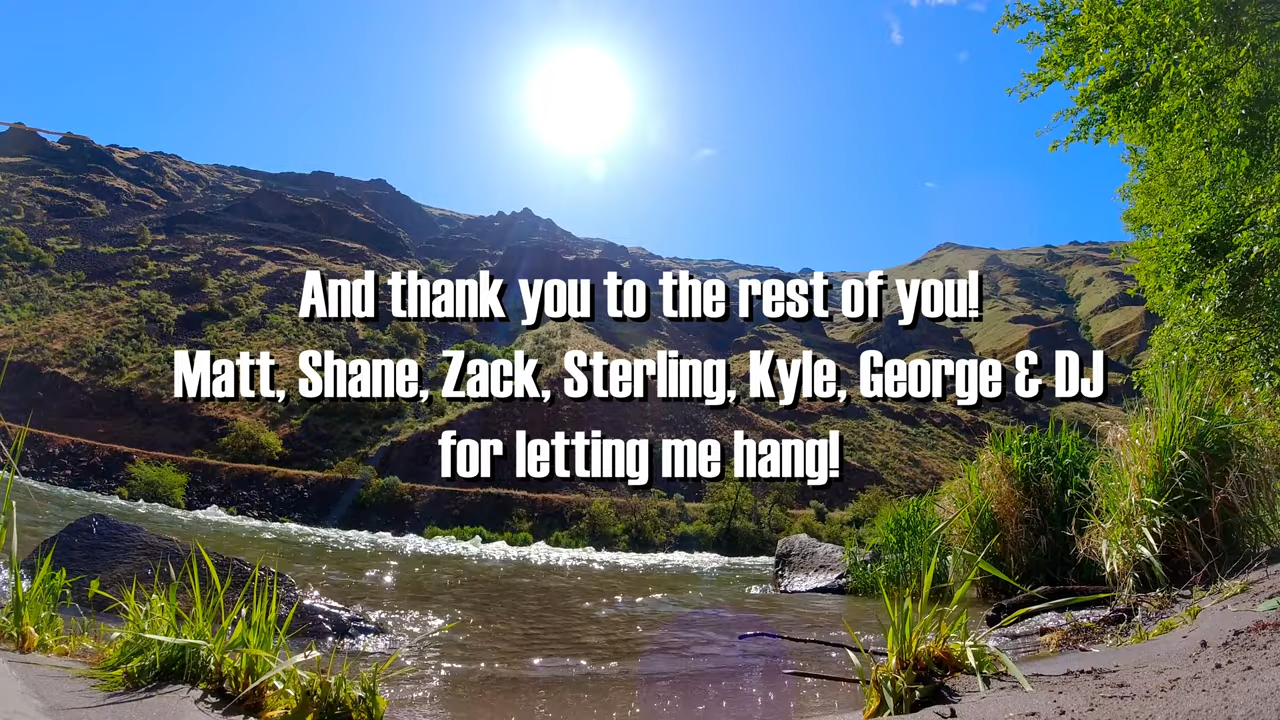 And thank you to the rest of you!
Matt, Shane, Zack, Sterling, Kyle, George & DJ
for letting me hang!